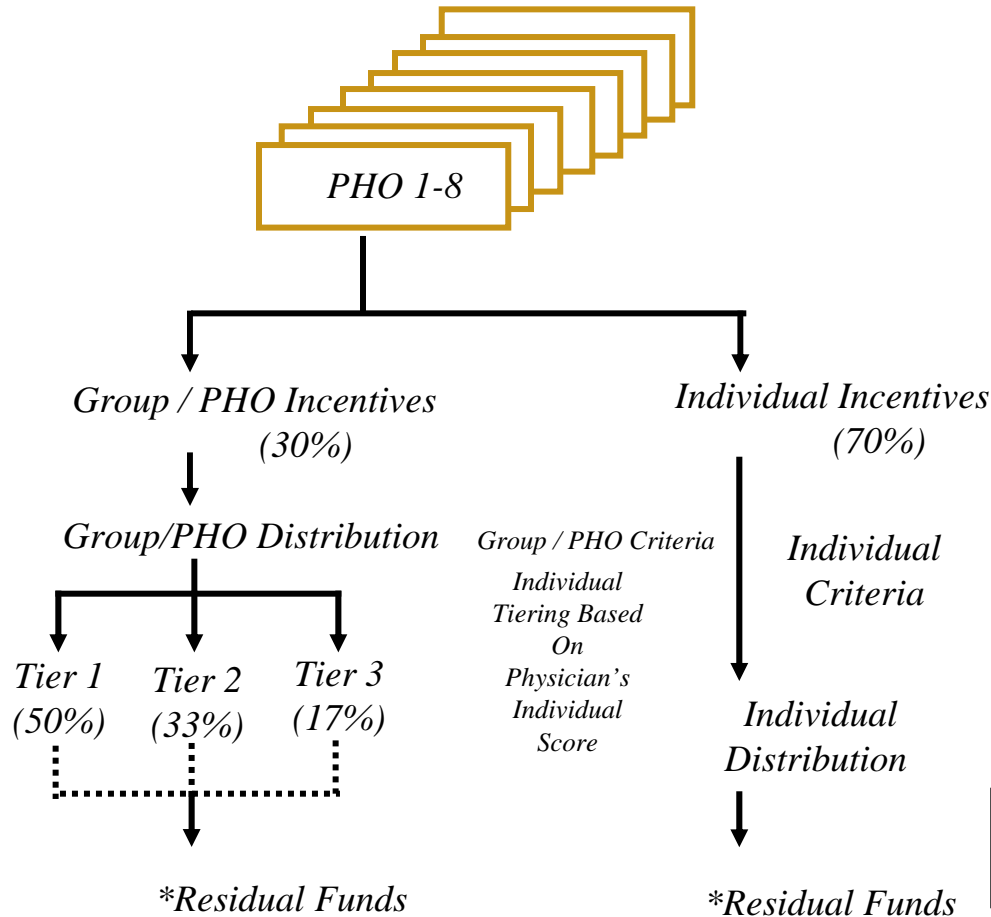 PHO 1-8
Group / PHO Incentives
(30%)
Individual Incentives
(70%)
Group/PHO Distribution
Group / PHO Criteria
Individual
Tiering Based
On
Physician’s
Individual
Score
Individual
Criteria
Tier 1
(50%)
Tier 2
(33%)
Tier 3
(17%)
Individual
Distribution
*Residual Funds
*Residual Funds